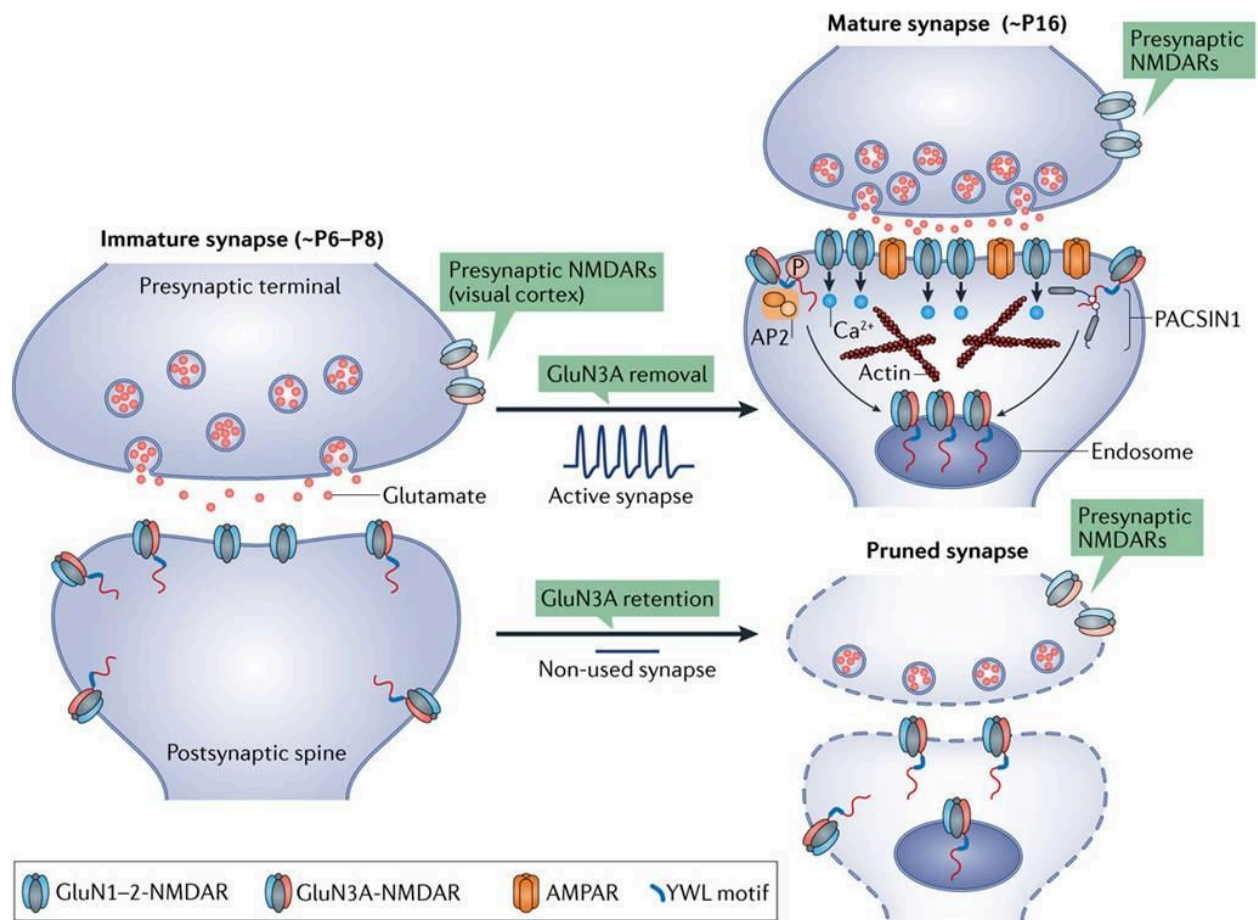 Mature synapse (~P16)
Presynaptic
NMDARs
Immature synapse (~P6–P8)
Presynaptic terminal
Presynaptic NMDARs
(visual cortex)
P
AP2
Ca2+
PACSIN1
Actin
GluN3A removal
Endosome
Active synapse
Glutamate
Presynaptic
NMDARs
Pruned synapse
GluN3A retention
Non-used synapse
Postsynaptic spine
GluN1–2-NMDAR
GluN3A-NMDAR
AMPAR
YWL motif